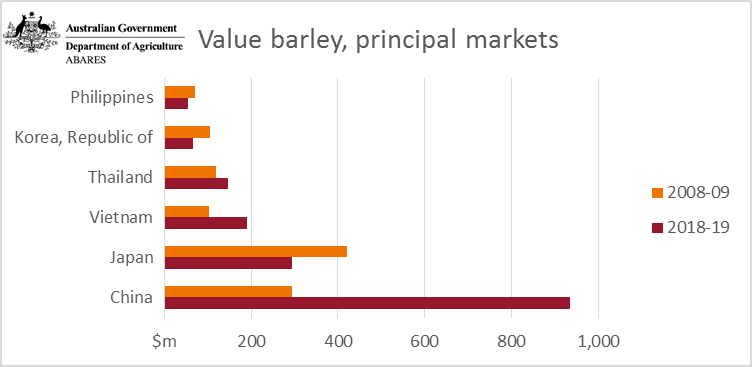 Australian Government
Department of Agriculture
ABARES
Value barley, principal markets
Philippines
Korea, Republic of
Thailand
Vietnam
Japan
China
2008-09
2018-19
$m 200 400 600 800 1,000